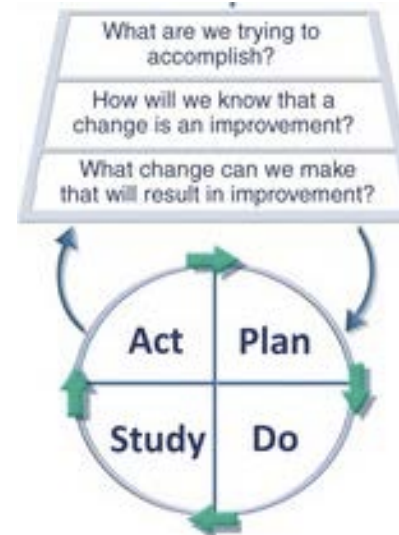 What are we trying to
accomplish?
How will we know that a
change is an improvement?
What change can we make
that will result in improvement?
Act Plan
Study Do